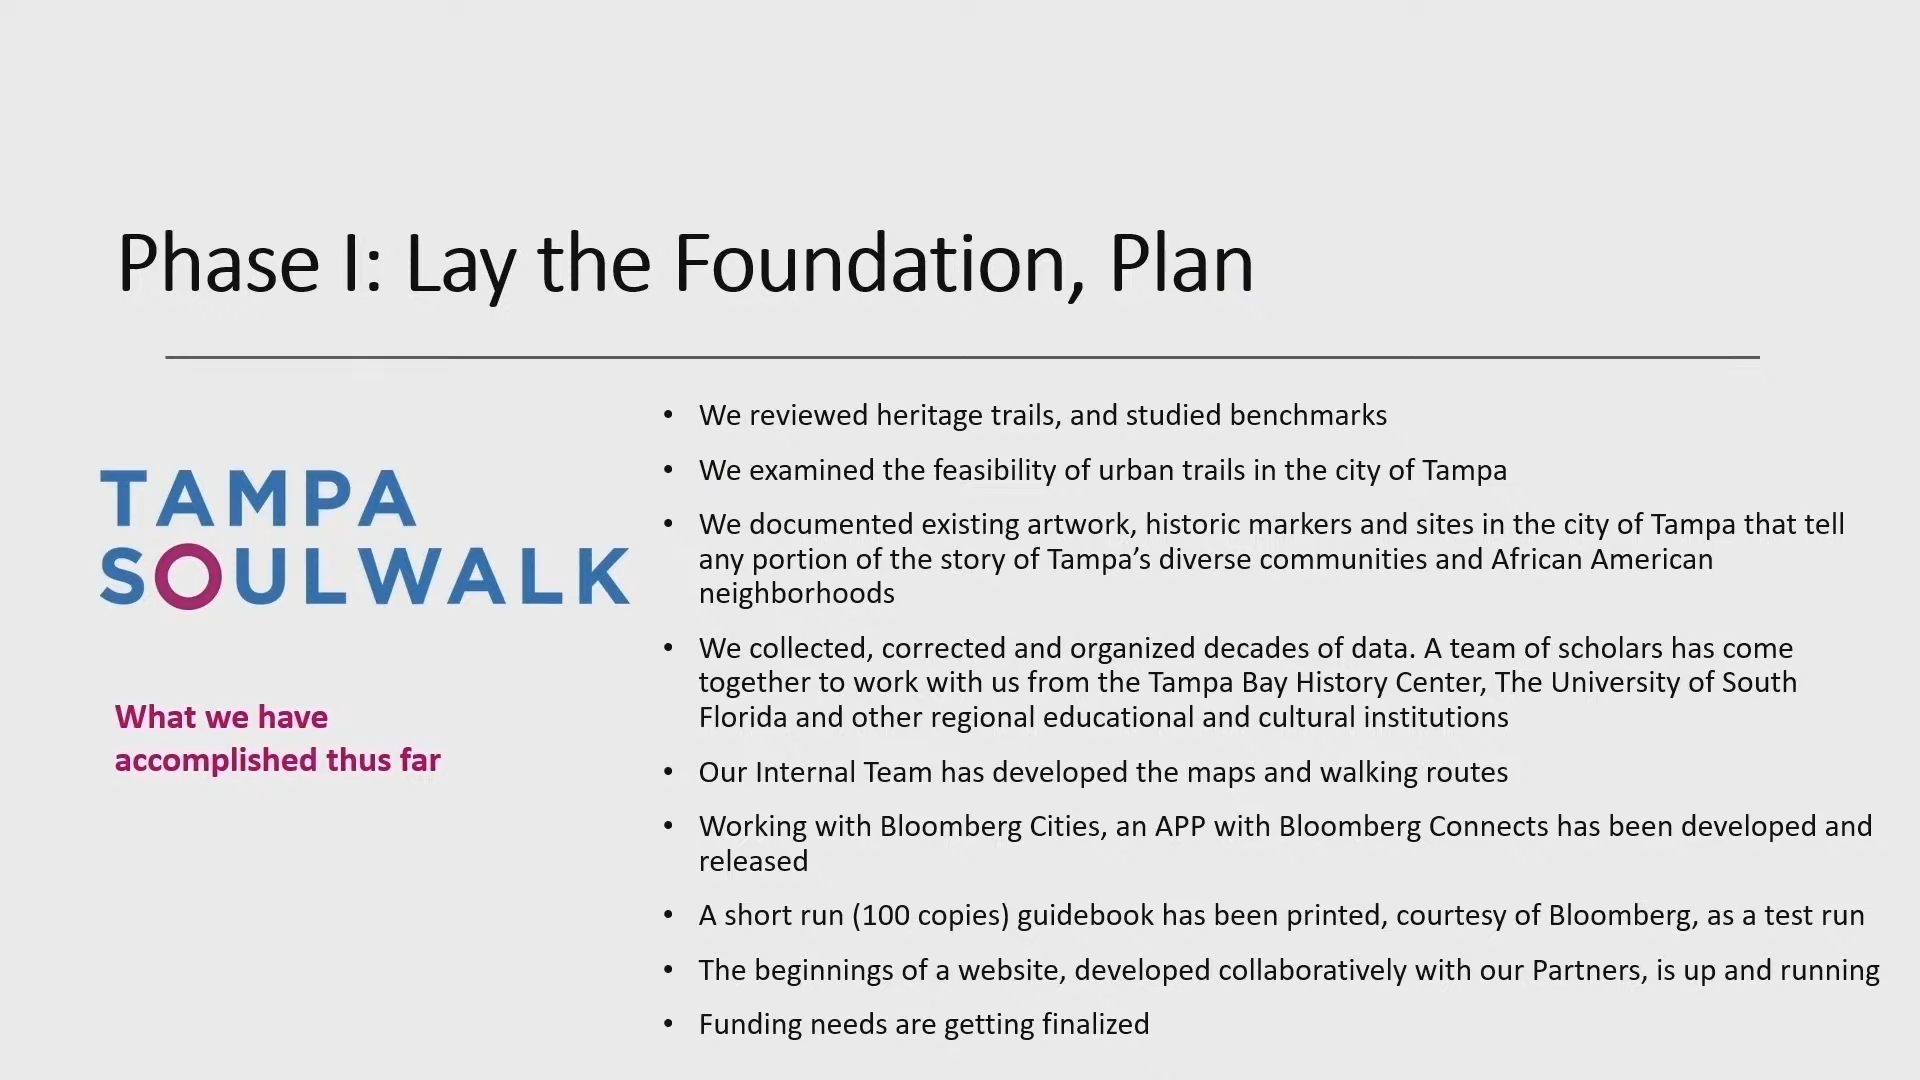 Phase I: Lay the Foundation, Plan
TAMPA
SOULWALK
What we have
accomplished thus far
• We reviewed heritage trails, and studied benchmarks
• We examined the feasibility of urban trails in the city of Tampa
• We documented existing artwork, historic markers and sites in the city of Tampa that tell
any portion of the story of Tampa’s diverse communities and African American
neighborhoods
• We collected, corrected and organized decades of data. A team of scholars has come
together to work with us from the Tampa Bay History Center, The University of South
Florida and other regional educational and cultural institutions
• Our Internal Team has developed the maps and walking routes
• Working with Bloomberg Cities, an APP with Bloomberg Connects has been developed and
released
• A short run (100 copies) guidebook has been printed, courtesy of Bloomberg, as a test run
• The beginnings of a website, developed collaboratively with our Partners, is up and running
• Funding needs are getting finalized